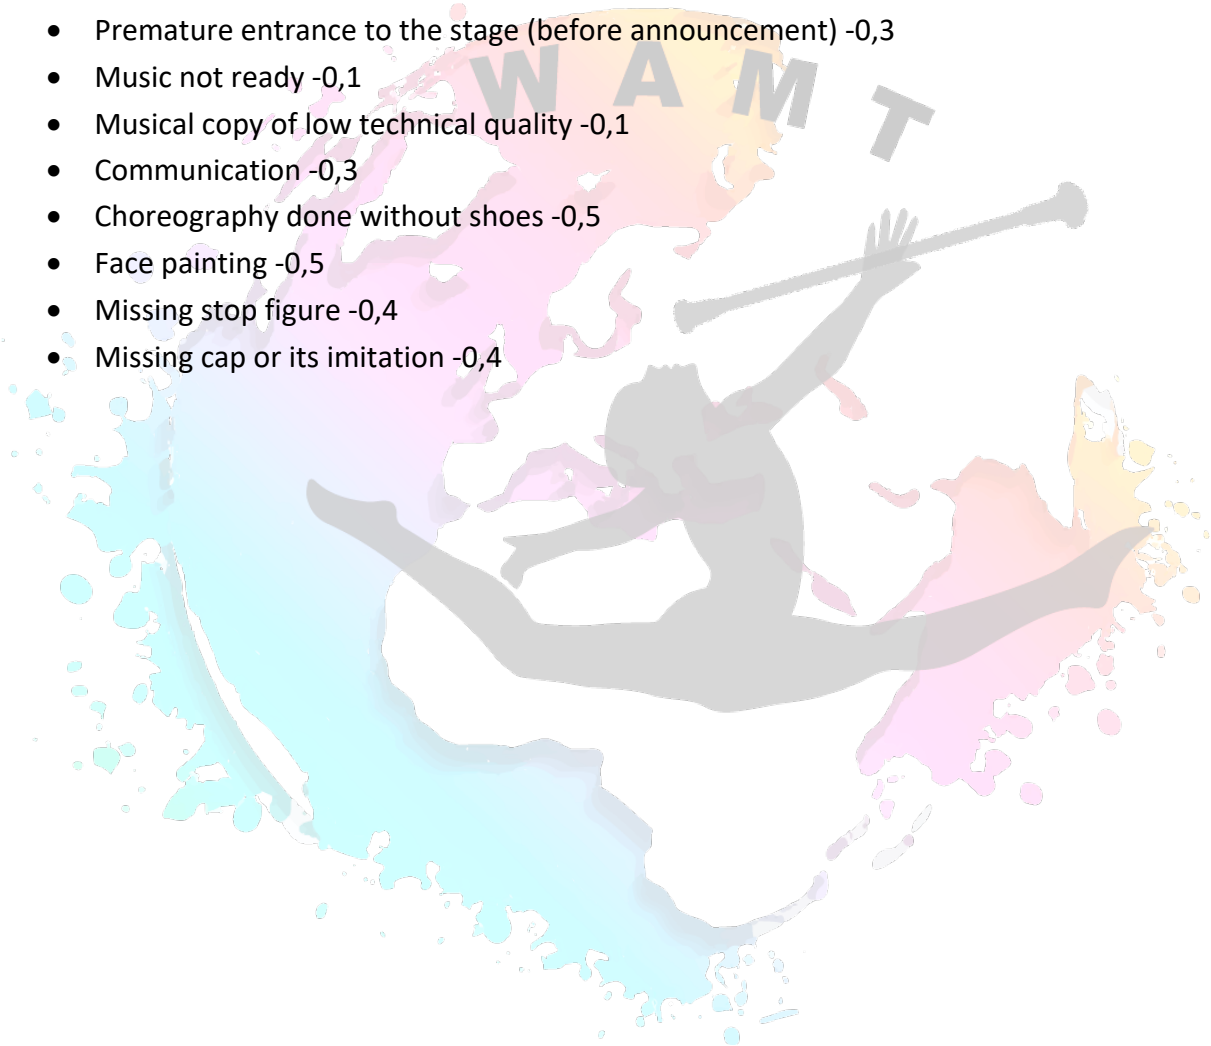 • Premature entrance to the stage (before announcement) -0,3
• Music not ready -0,1
W A M T
• Musical copy of low technical quality -0,1
• Communication -0,3
• Choreography done without shoes -0,5
• Face painting -0,5
• Missing stop figure -0,4
• Missing cap or its imitation -0,4